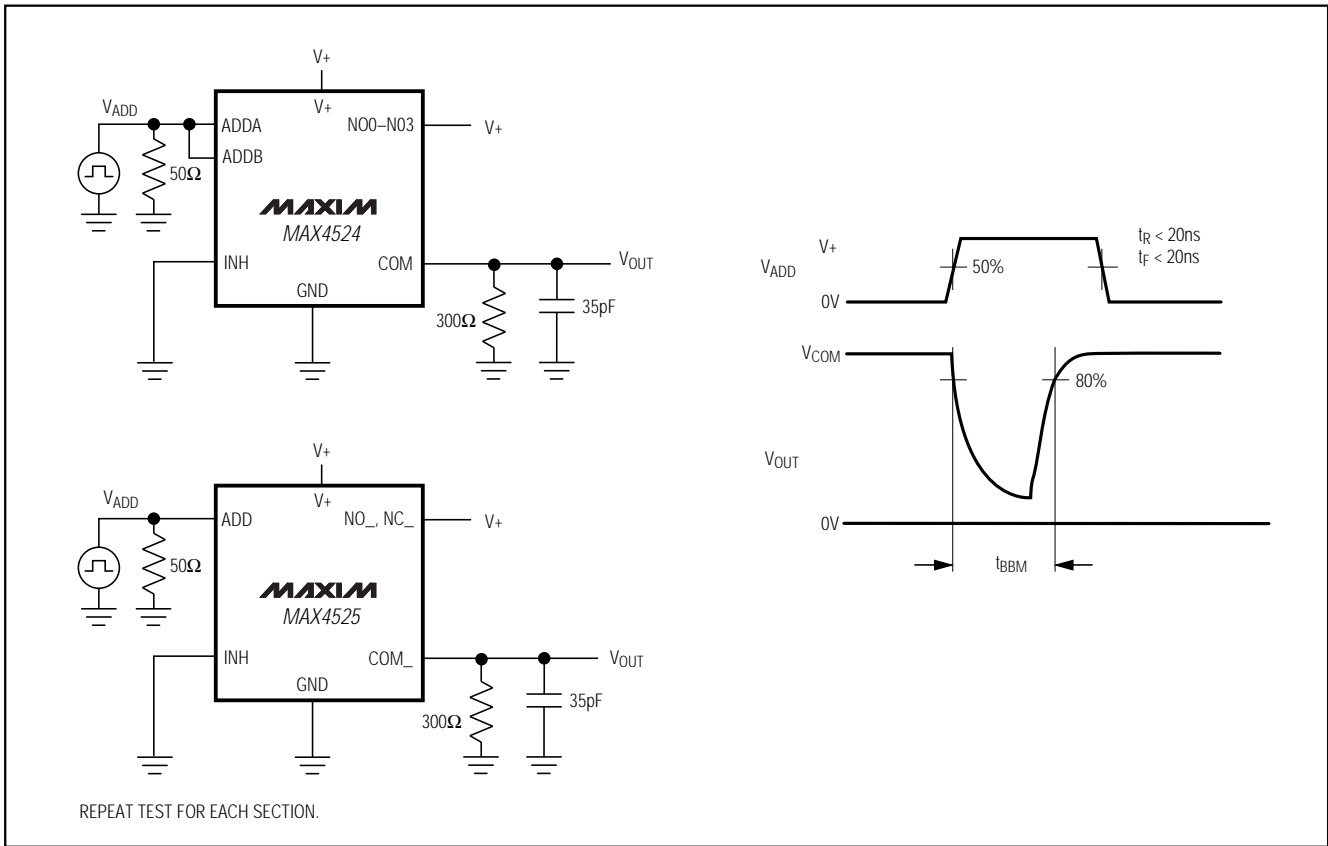 V+
VADD
V+
ADDA
NO0–N03
V+
ADDB
50Ω
MAXIM
MAX4524
INH
COM
VOUT
GND
300Ω
35pF
V+
VADD
V+
ADD
NO_, NC_
V+
50Ω
MAXIM
MAX4525
INH
COM_
VOUT
GND
300Ω
35pF
REPEAT TEST FOR EACH SECTION.
V+
VADD
50%
tR < 20ns
tF < 20ns
0V
VCOM
80%
VOUT
0V
tBBM